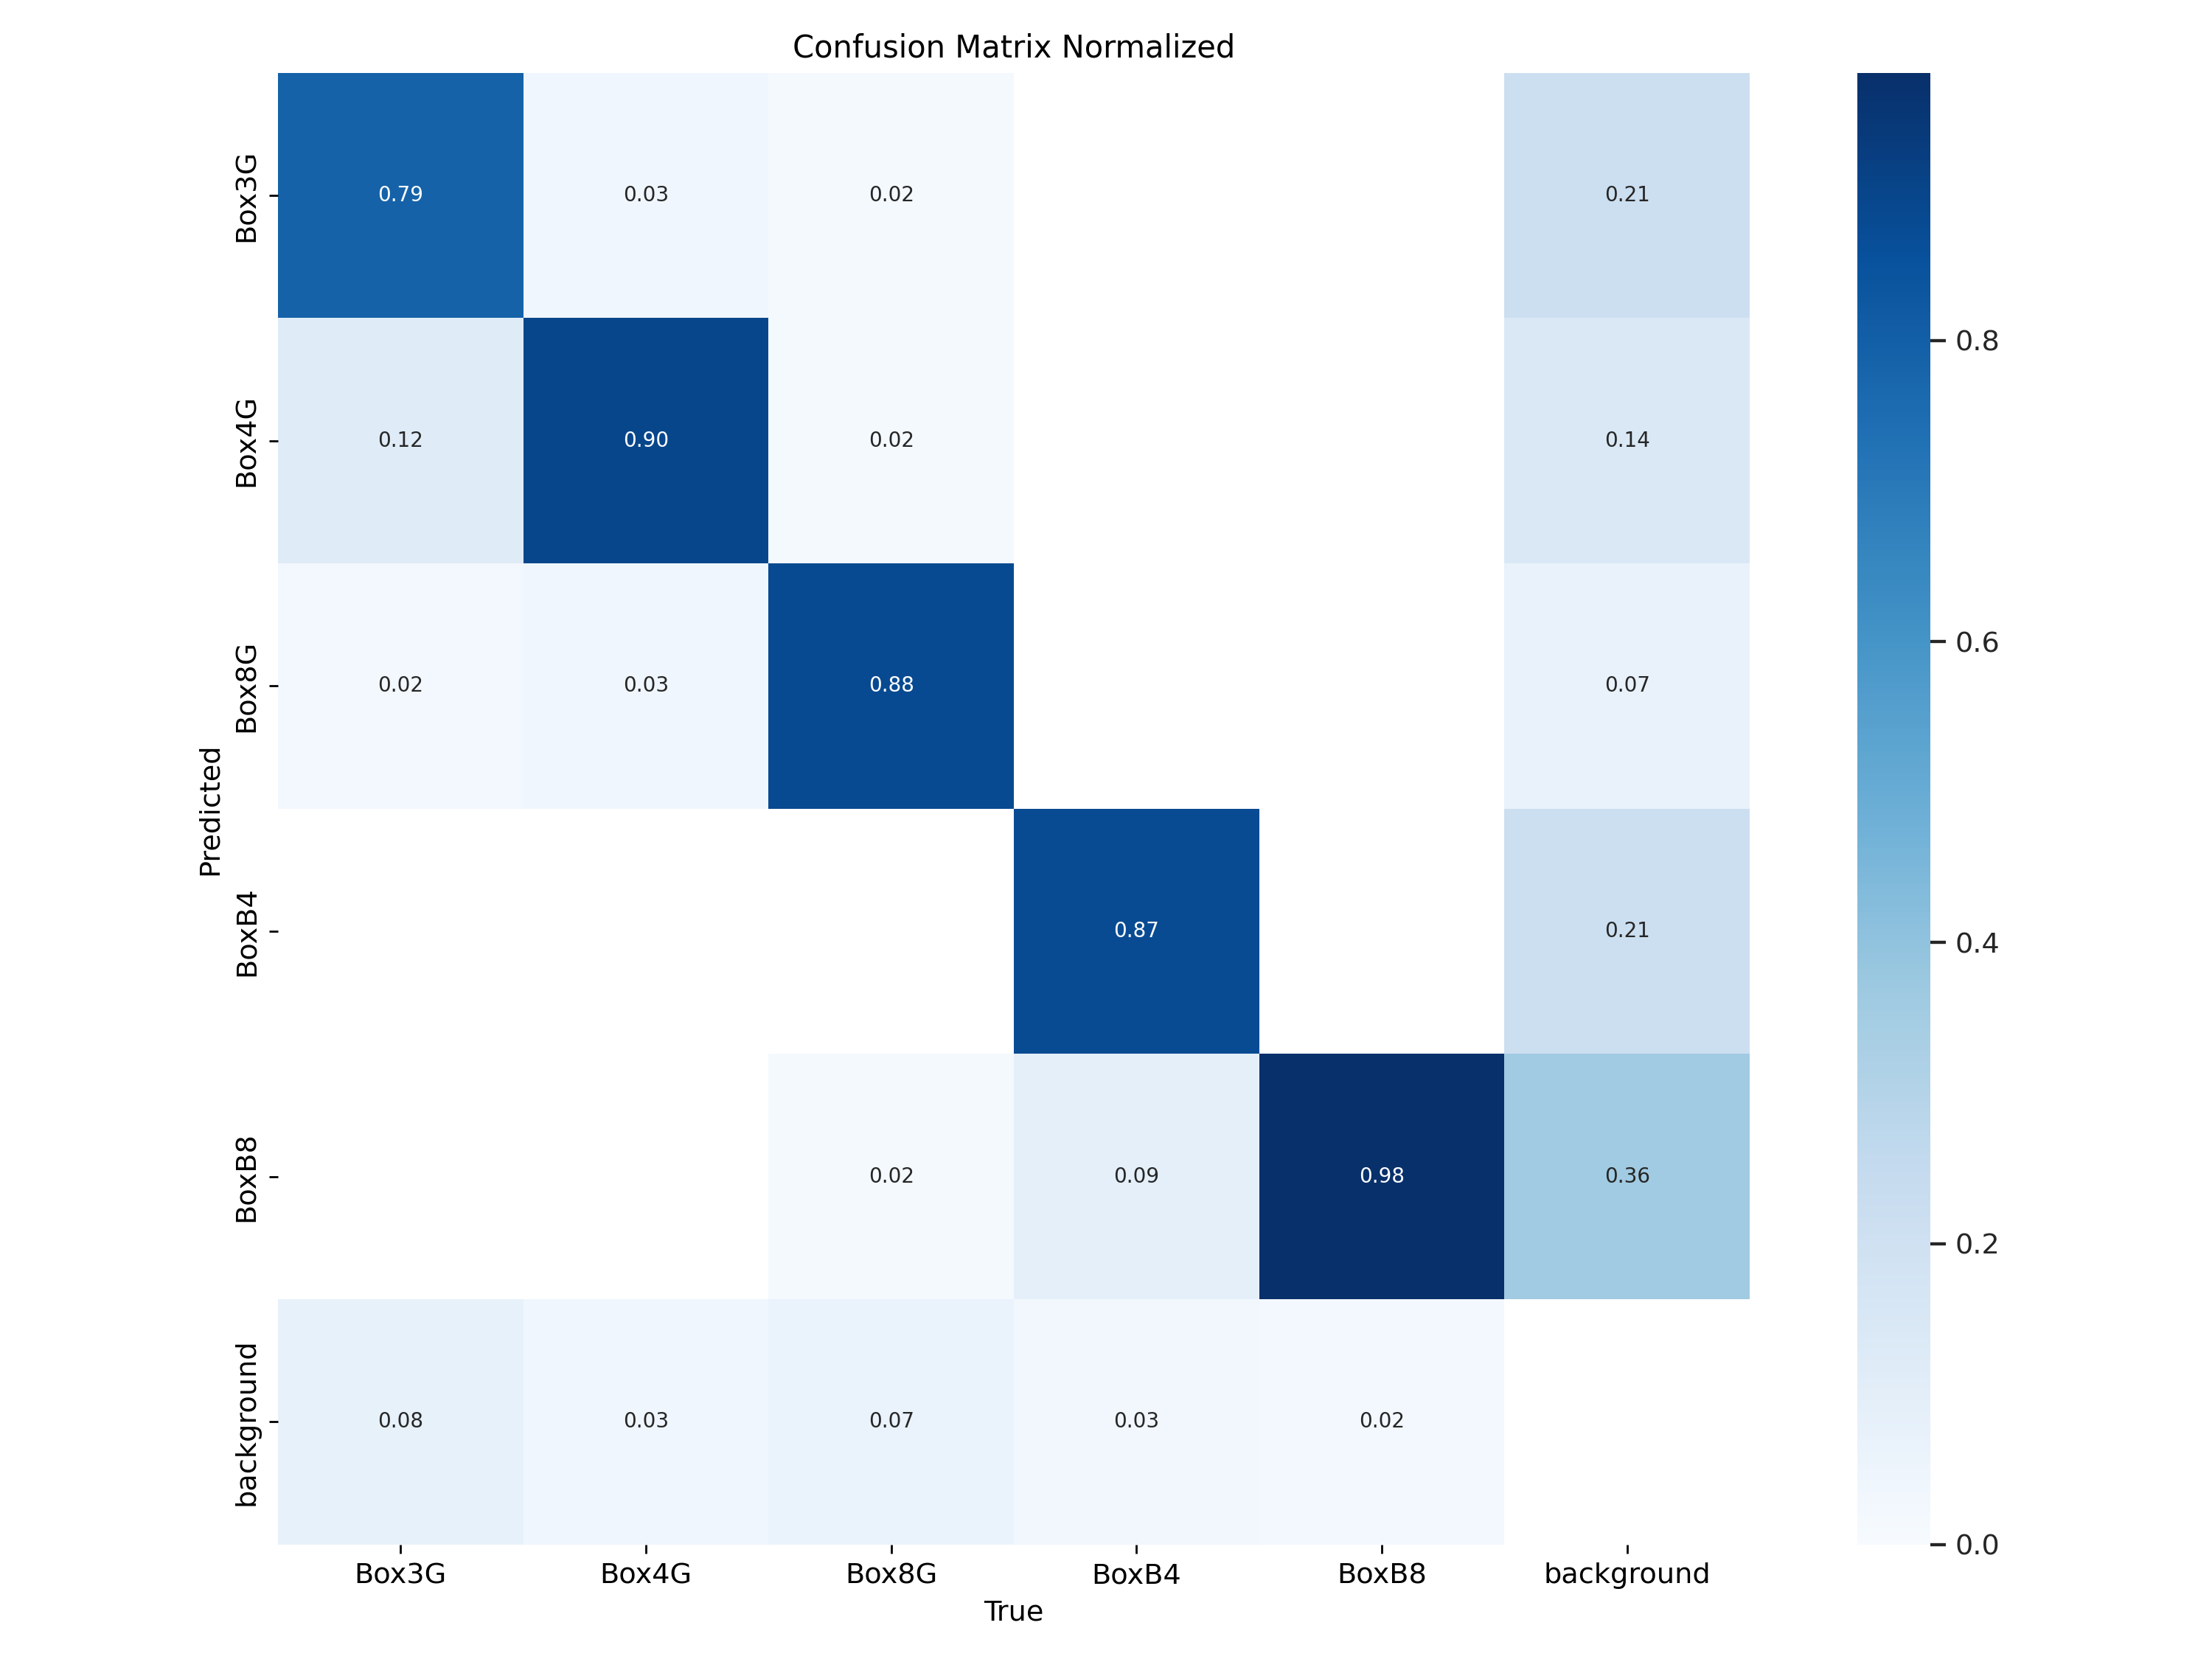 Confusion Matrix Normalized
Box3G 0.79 0.03 0.02 0.21
Box4G 0.12 0.90 0.02 0.14
Box8G 0.02 0.03 0.88 0.07
BoxB4 0.87 0.21
BoxB8 0.02 0.09 0.98 0.36
background 0.08 0.03 0.07 0.03 0.02
Predicted
Box3G Box4G Box8G BoxB4 BoxB8 background
True
0.8
0.6
0.4
0.2
0.0